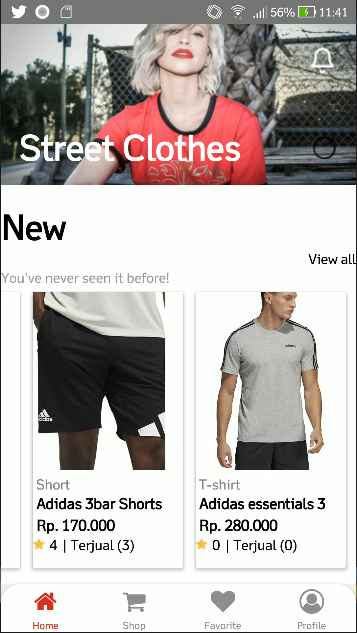 56% 11:41
Street Clothes
New
View all
You've never seen it before!
adidas
adidas
Short
Adidas 3bar Shorts
Rp. 170.000
4 | Terjual (3)
T-shirt
Adidas essentials 3
Rp. 280.000
0 | Terjual (0)
Home
Shop
Favorite
Profile